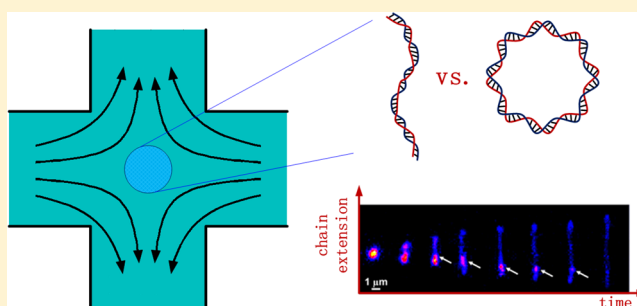 vs.
chain
extension
1 μm
time